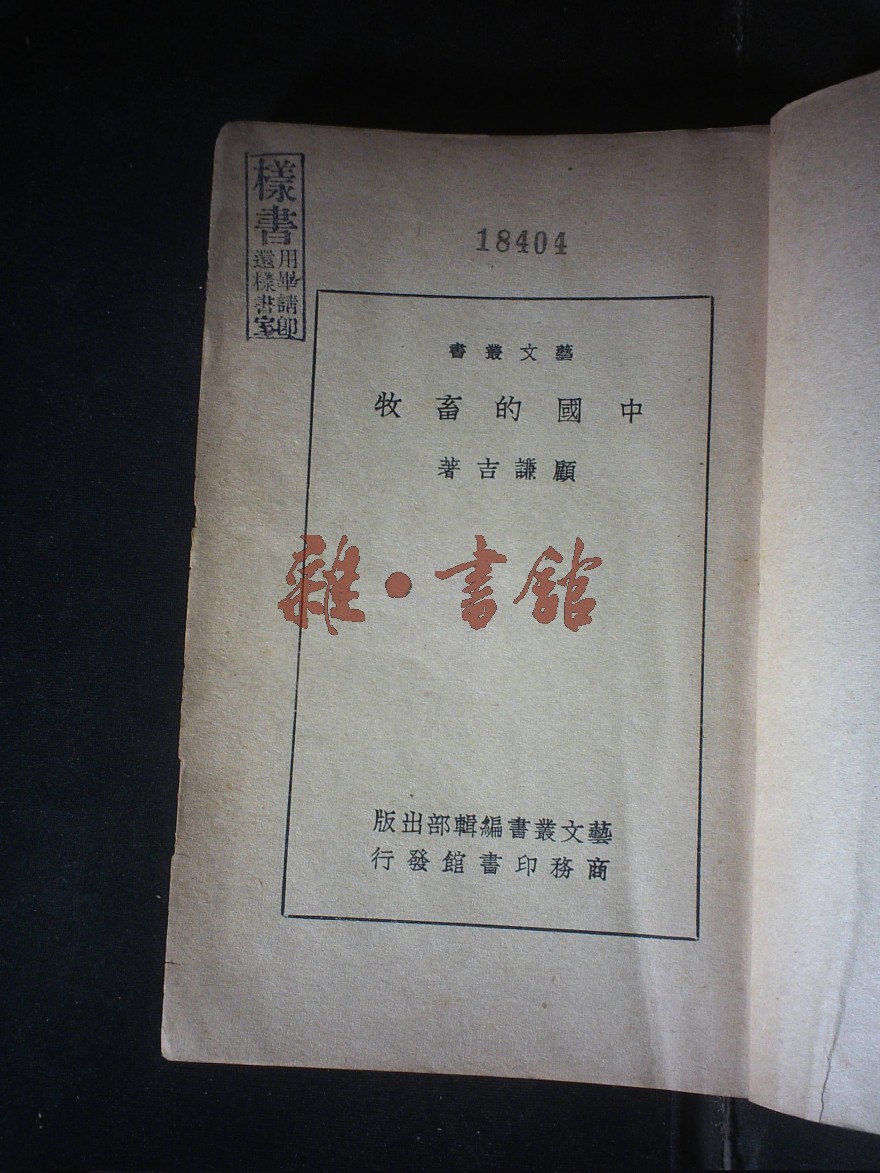 樣書
用畢請即
還樣書室
18404
藝文叢書
中國的畜牧
顧謙吉著
雜·書館
藝文叢書編輯部出版
商務印書館發行